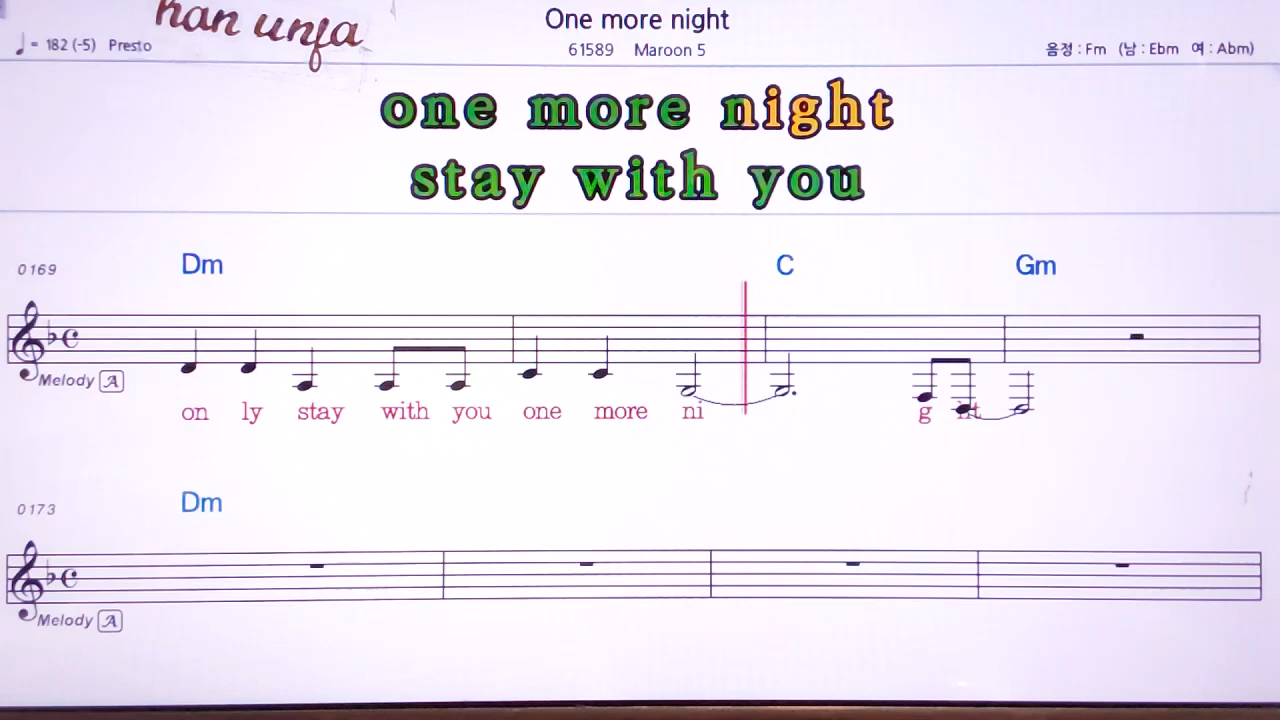 han unja
One more night
♩ = 182 (-5) Presto
61589 Maroon 5
음정 : Fm (남 : Ebm 여 : Abm)
one more night
stay with you
0169 Dm C Gm
Melody A
on ly stay with you one more ni g ht
0173 Dm
Melody A